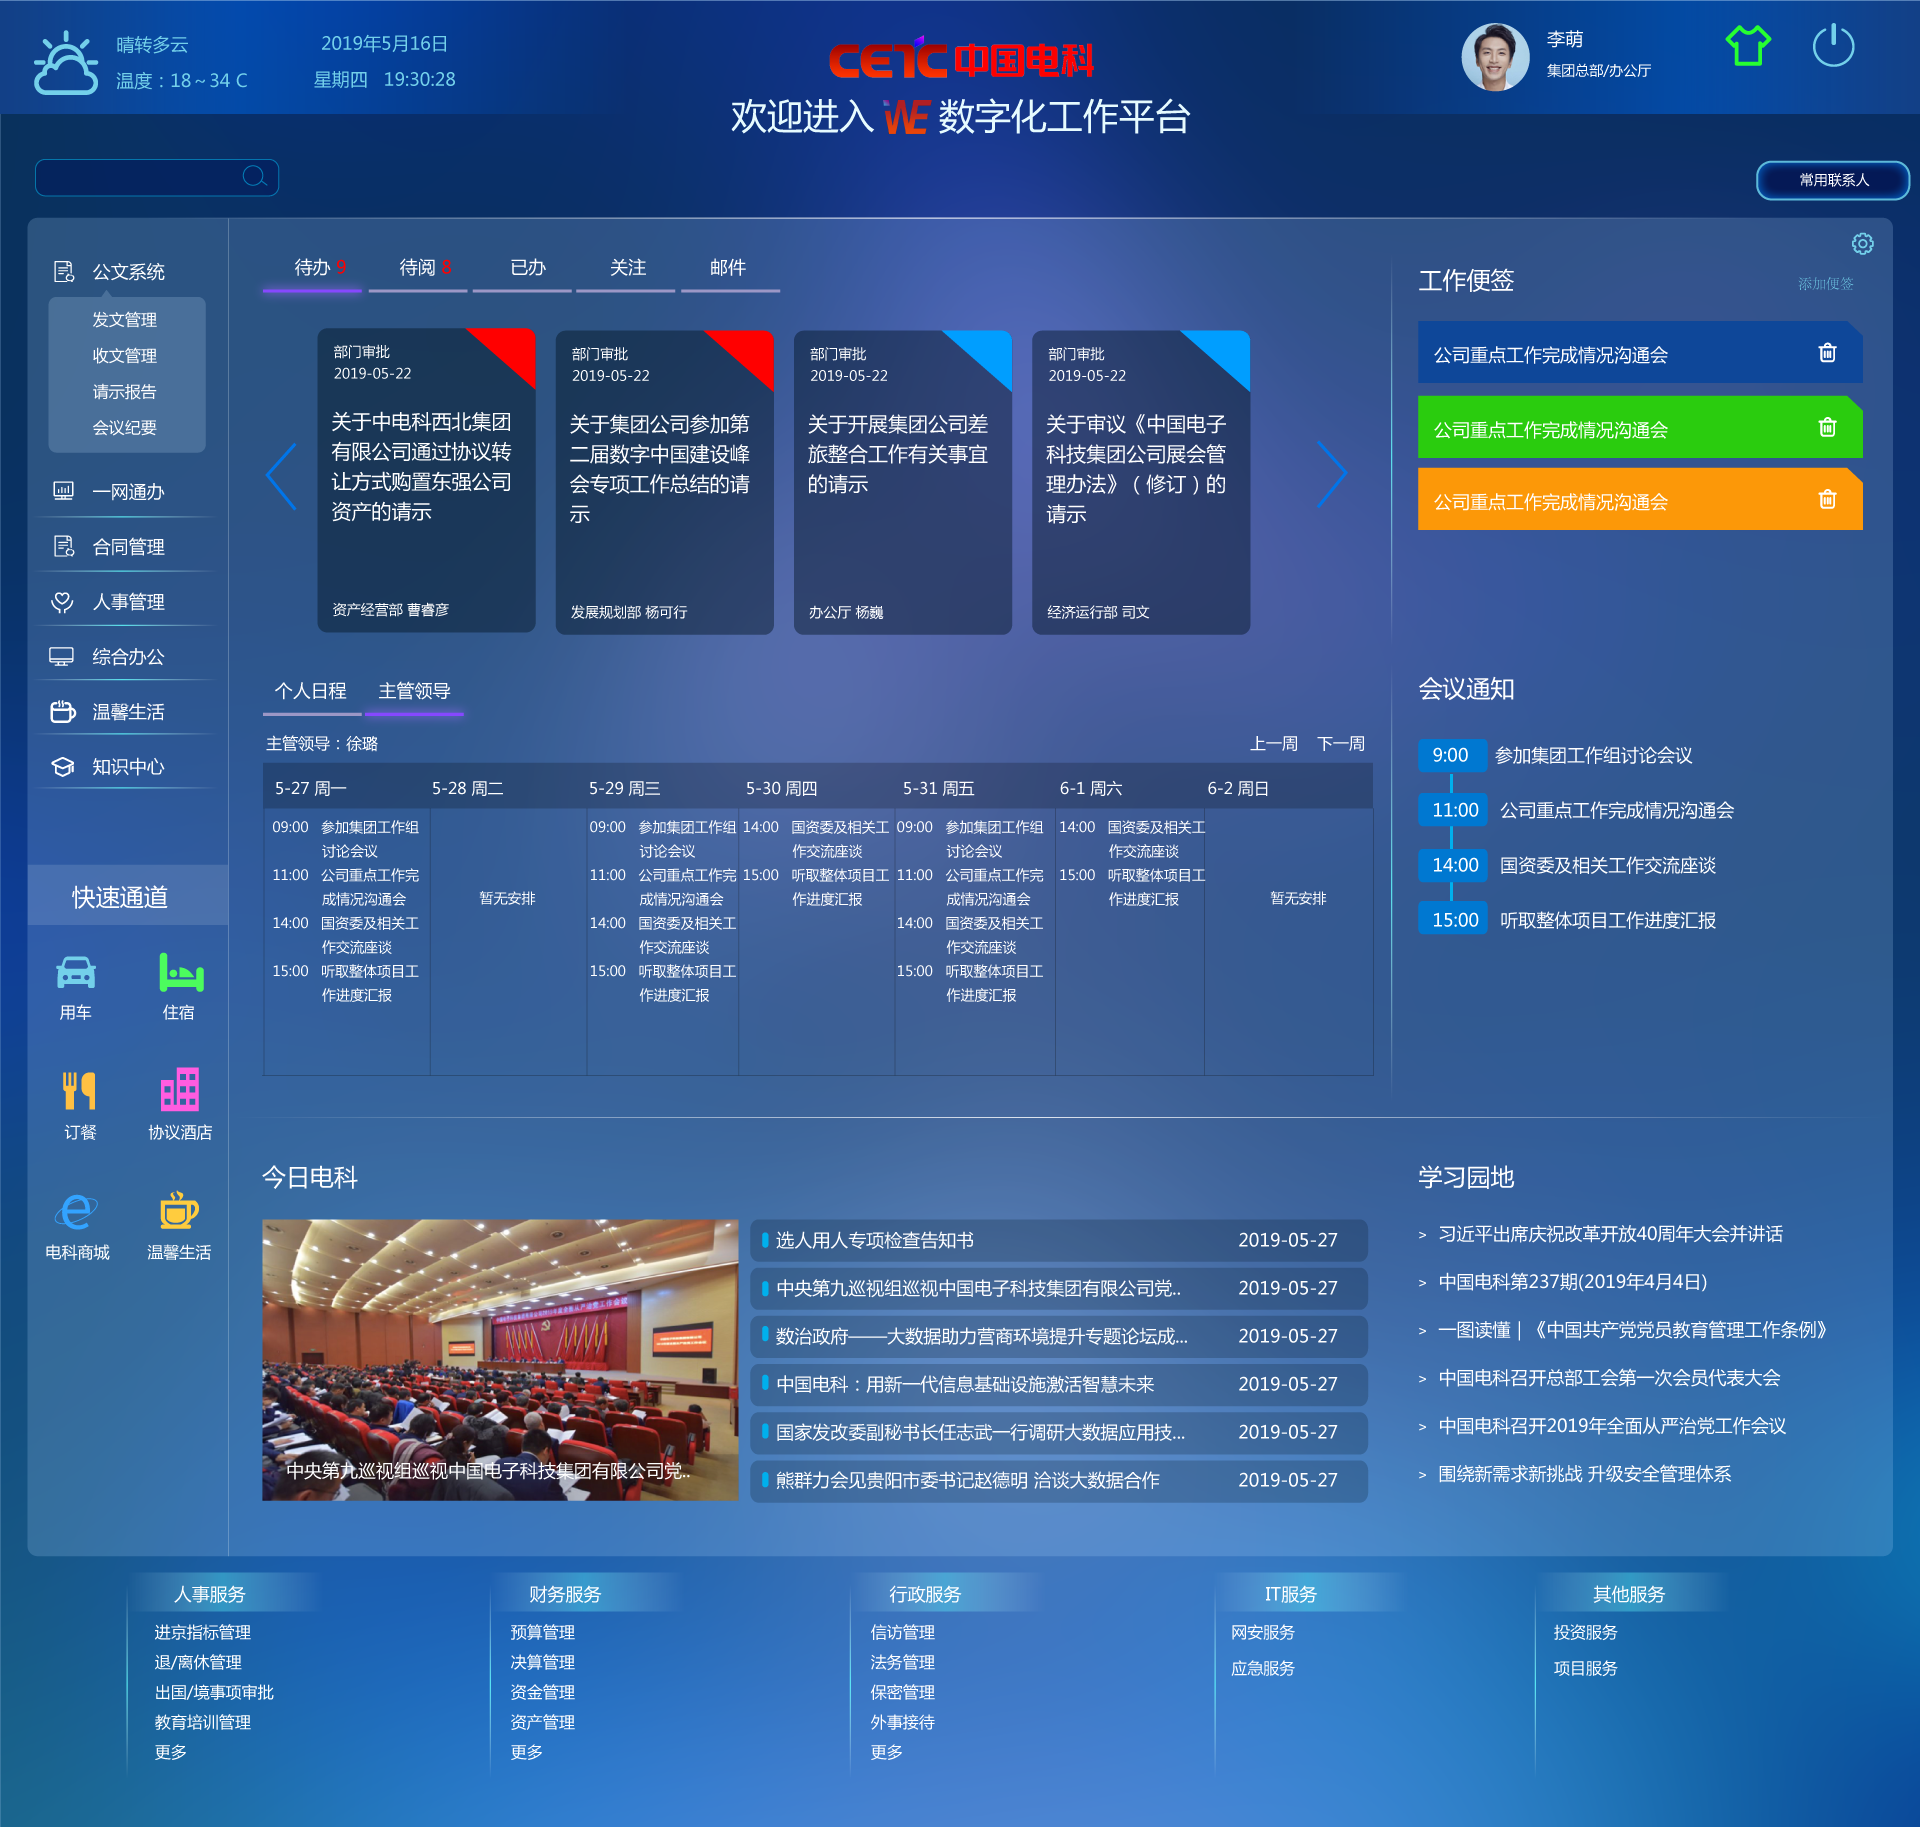 晴转多云
温度：18～34 C
2019年5月16日
星期四 19:30:28
CETC中国电科
欢迎进入 WE 数字化工作平台
李萌
集团总部/办公厅
常用联系人
公文系统
发文管理
收文管理
请示报告
会议纪要
一网通办
合同管理
人事管理
综合办公
温馨生活
知识中心
快速通道
用车
住宿
订餐
协议酒店
电科商城
温馨生活
待办 9
待阅 8
已办
关注
邮件
部门审批
2019-05-22
关于中电科西北集团
有限公司通过协议转
让方式购置东强公司
资产的请示
资产经营部 曹睿彦
部门审批
2019-05-22
关于集团公司参加第
二届数字中国建设峰
会专项工作总结的请
示
发展规划部 杨可行
部门审批
2019-05-22
关于开展集团公司差
旅整合工作有关事宜
的请示
办公厅 杨巍
部门审批
2019-05-22
关于审议《中国电子
科技集团公司展会管
理办法》（修订）的
请示
经济运行部 司文
工作便签
添加便签
公司重点工作完成情况沟通会
公司重点工作完成情况沟通会
公司重点工作完成情况沟通会
个人日程
主管领导
主管领导：徐璐
上一周 下一周
5-27 周一
5-28 周二
5-29 周三
5-30 周四
5-31 周五
6-1 周六
6-2 周日
09:00 参加集团工作组
讨论会议
11:00 公司重点工作完
成情况沟通会
14:00 国资委及相关工
作交流座谈
15:00 听取整体项目工
作进度汇报
暂无安排
09:00 参加集团工作组
讨论会议
11:00 公司重点工作完
成情况沟通会
14:00 国资委及相关工
作交流座谈
15:00 听取整体项目工
作进度汇报
14:00 国资委及相关工
作交流座谈
15:00 听取整体项目工
作进度汇报
09:00 参加集团工作组
讨论会议
11:00 公司重点工作完
成情况沟通会
14:00 国资委及相关工
作交流座谈
15:00 听取整体项目工
作进度汇报
14:00 国资委及相关工
作交流座谈
15:00 听取整体项目工
作进度汇报
暂无安排
会议通知
9:00 参加集团工作组讨论会议
11:00 公司重点工作完成情况沟通会
14:00 国资委及相关工作交流座谈
15:00 听取整体项目工作进度汇报
今日电科
中央第九巡视组巡视中国电子科技集团有限公司党..
选人用人专项检查告知书 2019-05-27
中央第九巡视组巡视中国电子科技集团有限公司党.. 2019-05-27
数治政府——大数据助力营商环境提升专题论坛成... 2019-05-27
中国电科：用新一代信息基础设施激活智慧未来 2019-05-27
国家发改委副秘书长任志武一行调研大数据应用技... 2019-05-27
熊群力会见贵阳市委书记赵德明 洽谈大数据合作 2019-05-27
学习园地
> 习近平出席庆祝改革开放40周年大会并讲话
> 中国电科第237期(2019年4月4日)
> 一图读懂｜《中国共产党党员教育管理工作条例》
> 中国电科召开总部工会第一次会员代表大会
> 中国电科召开2019年全面从严治党工作会议
> 围绕新需求新挑战 升级安全管理体系
人事服务
进京指标管理
退/离休管理
出国/境事项审批
教育培训管理
更多
财务服务
预算管理
决算管理
资金管理
资产管理
更多
行政服务
信访管理
法务管理
保密管理
外事接待
更多
IT服务
网安服务
应急服务
其他服务
投资服务
项目服务